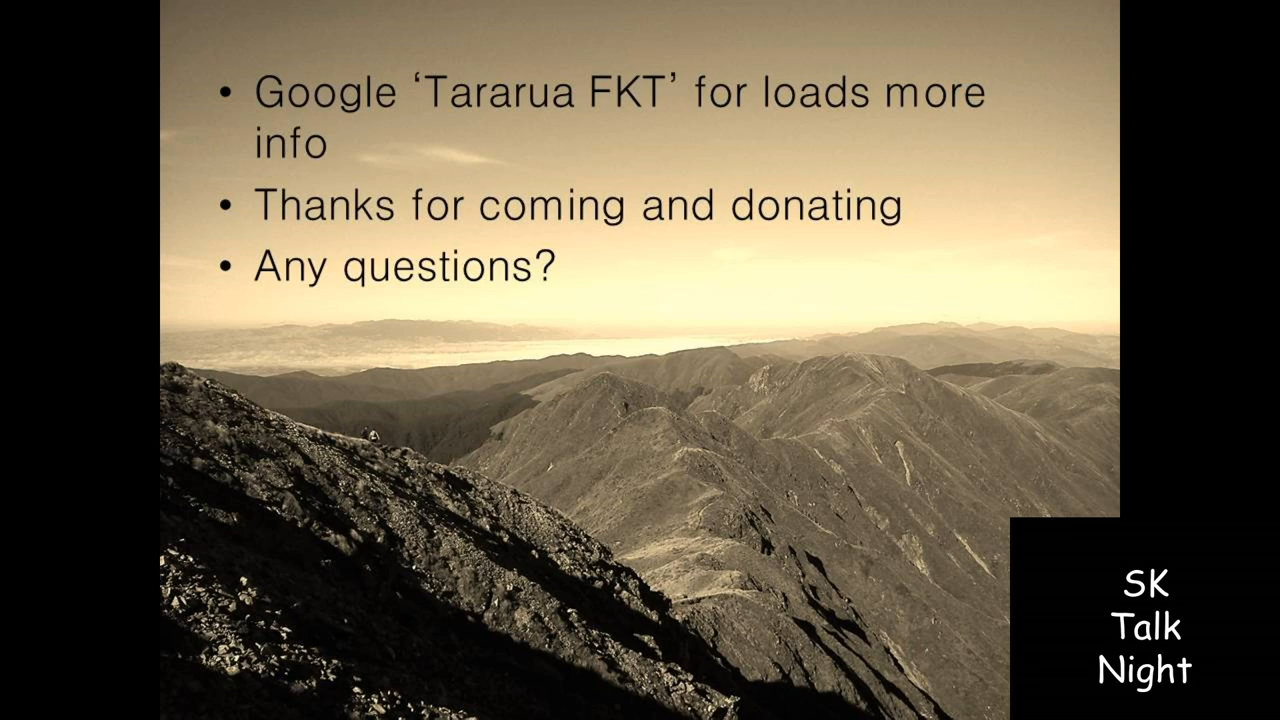 • Google ‘Tararua FKT’ for loads more
info
• Thanks for coming and donating
• Any questions?
SK
Talk
Night